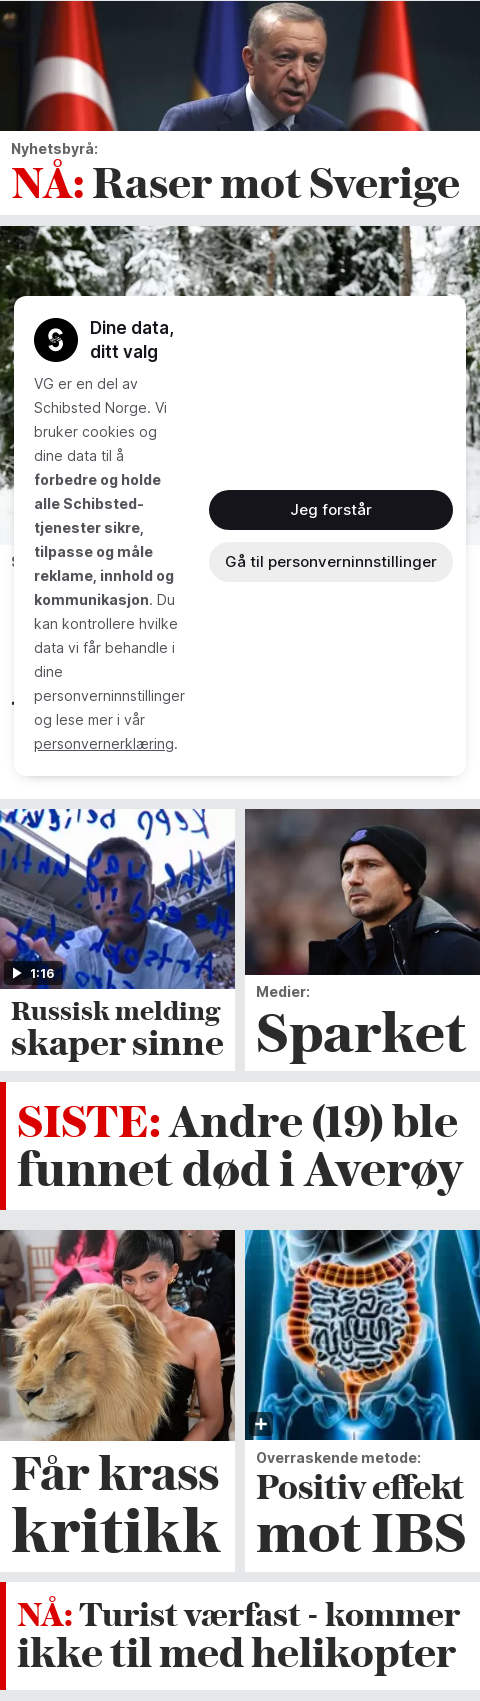 Nyhetsbyrå:
NÅ: Raser mot Sverige
Dine data,
ditt valg
VG er en del av
Schibsted Norge. Vi
bruker cookies og
dine data til å
forbedre og holde
alle Schibsted-
tjenester sikre,
tilpasse og måle
reklame, innhold og
kommunikasjon. Du
kan kontrollere hvilke
data vi får behandle i
dine
personverninnstillinger
og lese mer i vår
personvernerklæring.
Jeg forstår
Gå til personverninnstillinger
1:16
Russisk melding
skaper sinne
Medier:
Sparket
SISTE: Andre (19) ble
funnet død i Averøy
Får krass
kritikk
Overraskende metode:
Positiv effekt
mot IBS
NÅ: Turist værfast - kommer
ikke til med helikopter